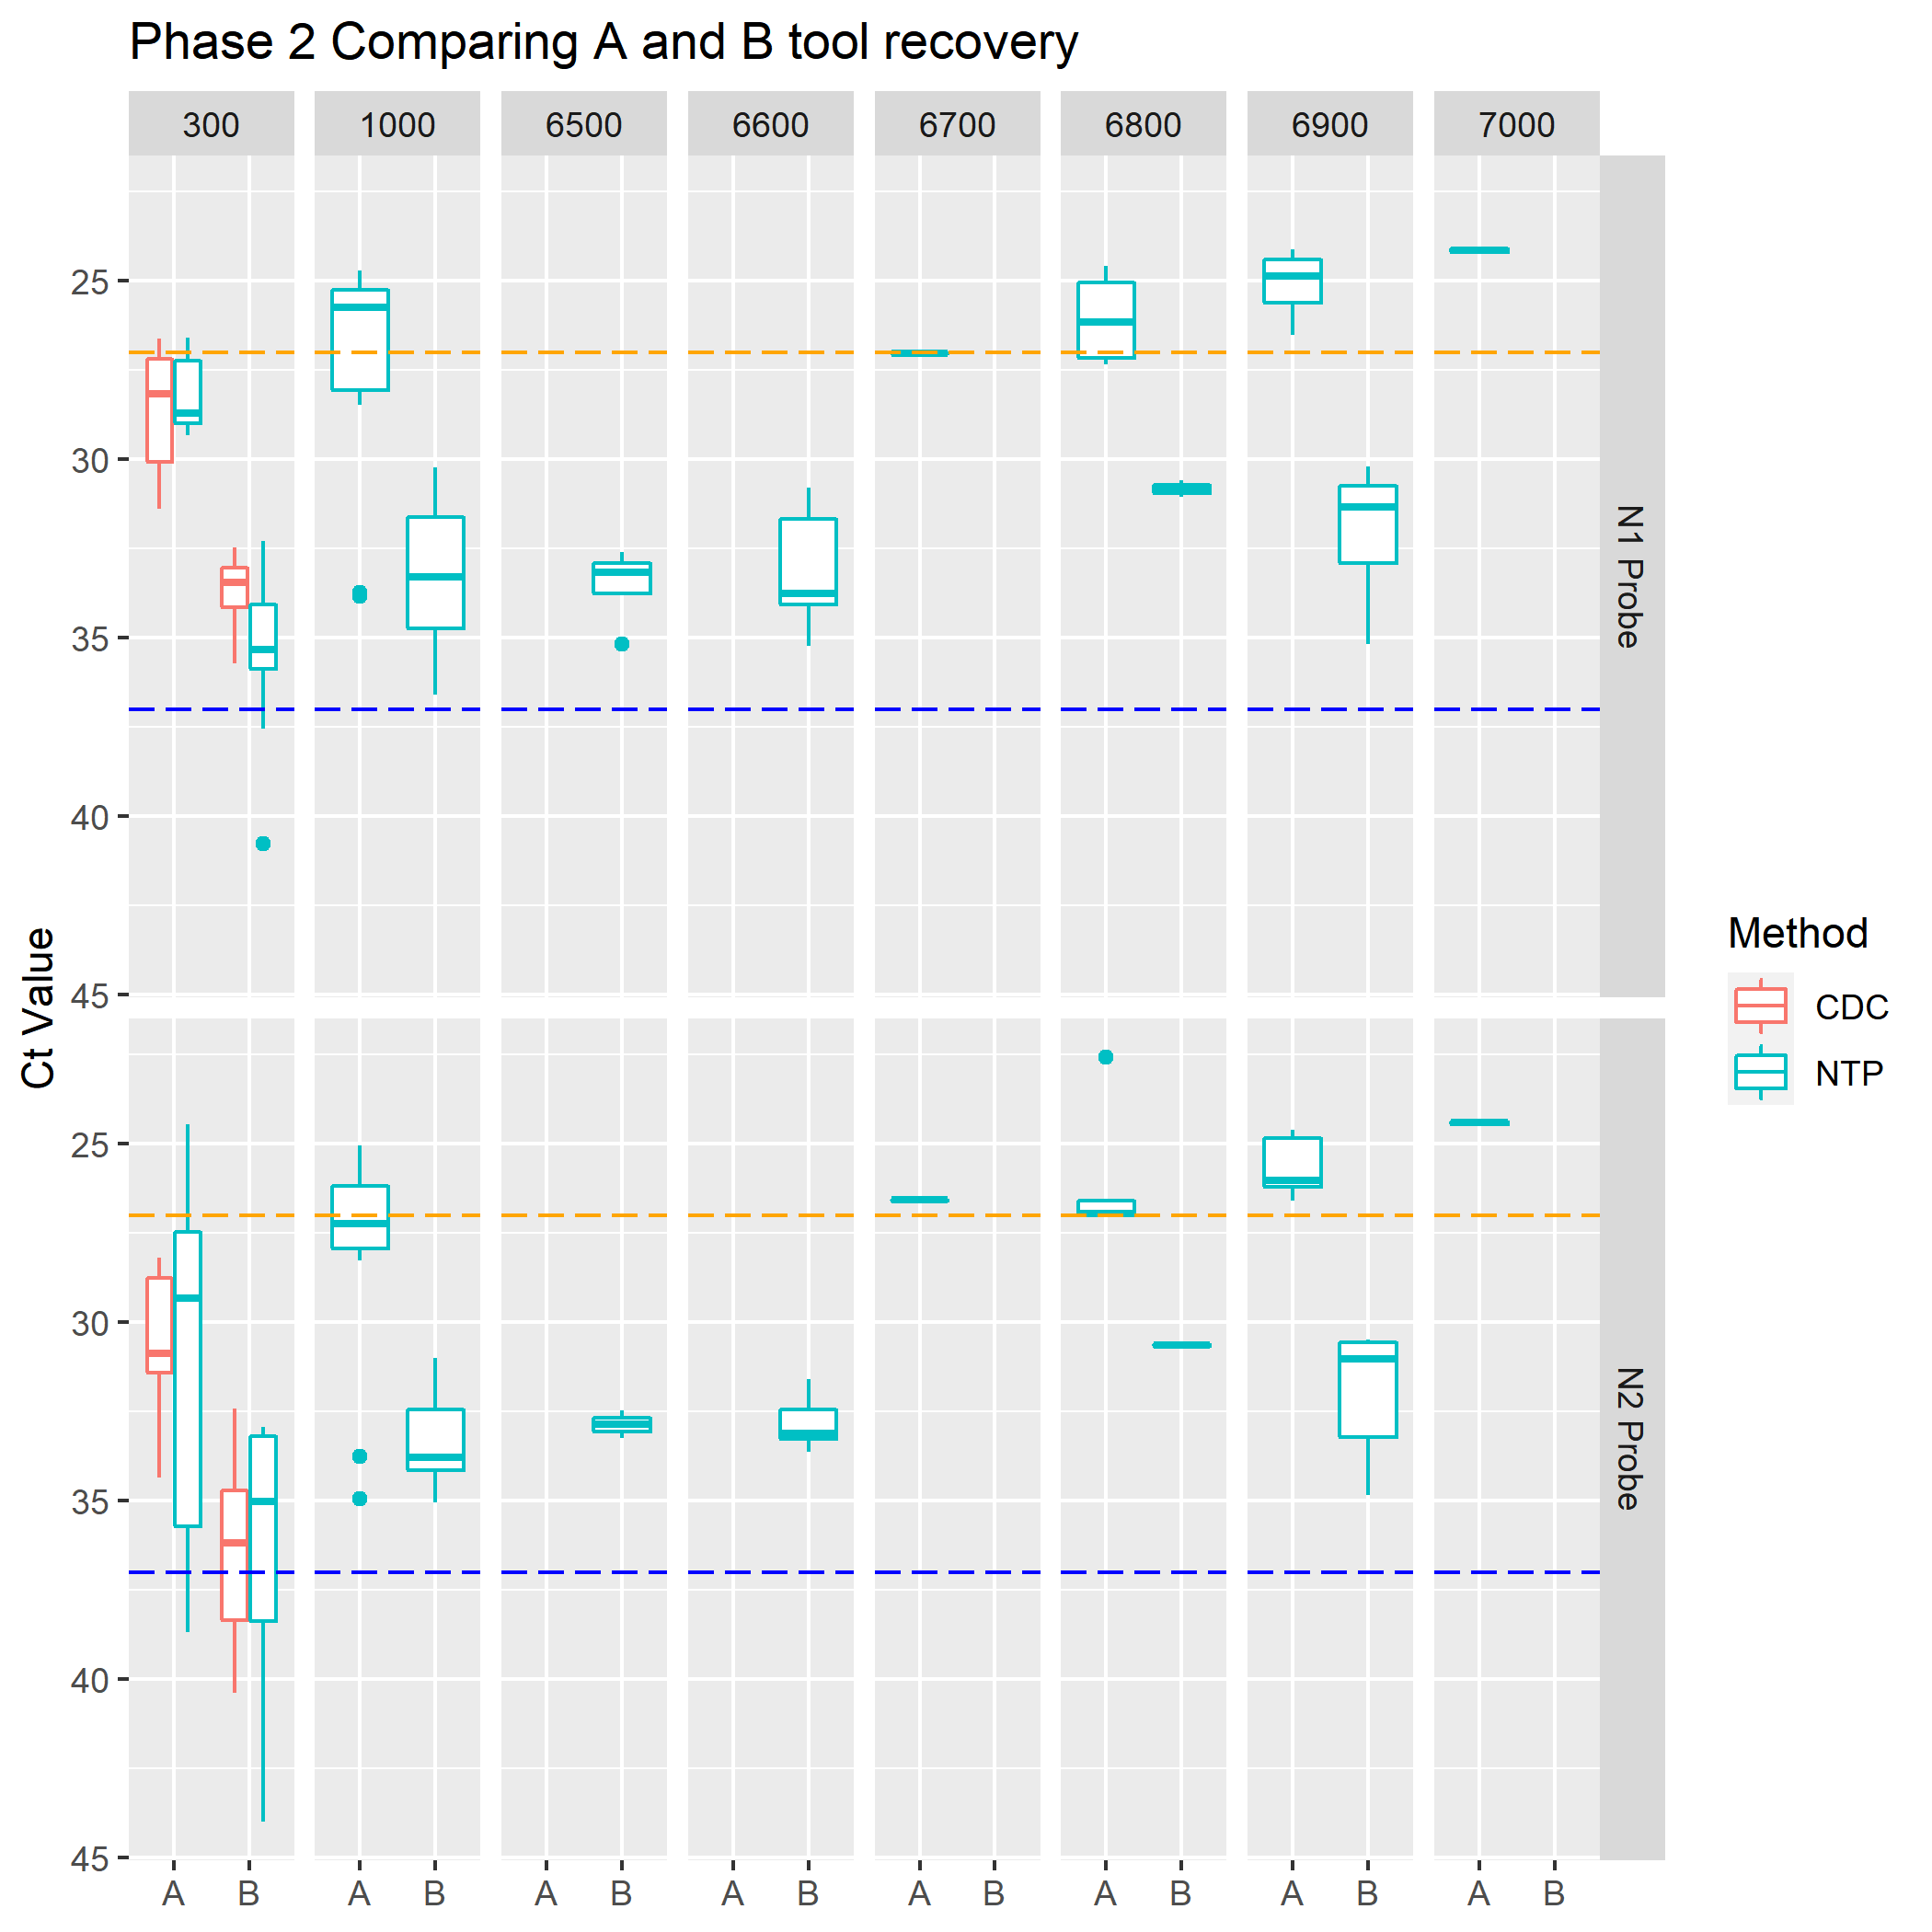 Phase 2 Comparing A and B tool recovery
300 1000 6500 6600 6700 6800 6900 7000
25
30
35
40
45
N1 Probe
25
30
35
40
45
N2 Probe
Ct Value
A B A B A B A B A B A B A B A B
Method
CDC
NTP